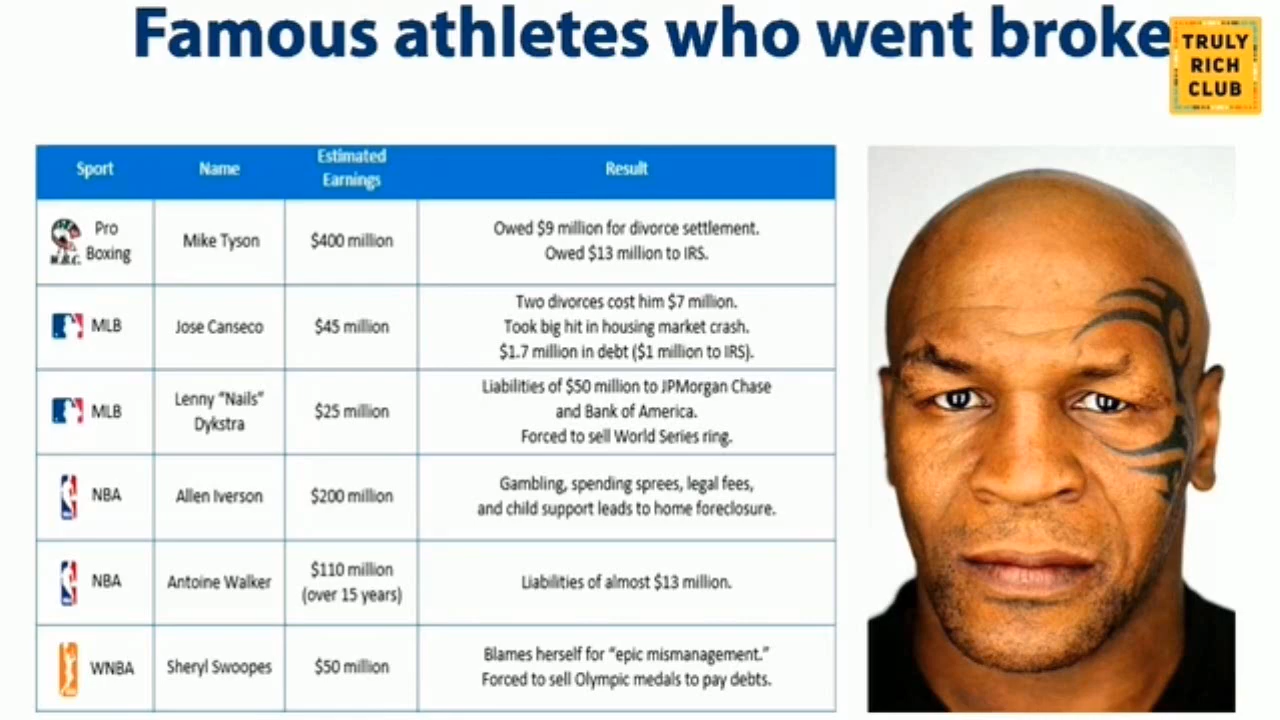 Famous athletes who went broke
TRULY
RICH
CLUB
Sport
Name
Estimated
Earnings
Result
W.B.C.
Pro
Boxing
Mike Tyson
$400 million
Owed $9 million for divorce settlement.
Owed $13 million to IRS.
MLB
Jose Canseco
$45 million
Two divorces cost him $7 million.
Took big hit in housing market crash.
$1.7 million in debt ($1 million to IRS).
MLB
Lenny "Nails"
Dykstra
$25 million
Liabilities of $50 million to JPMorgan Chase
and Bank of America.
Forced to sell World Series ring.
NBA
Allen Iverson
$200 million
Gambling, spending sprees, legal fees,
and child support leads to home foreclosure.
NBA
Antoine Walker
$110 million
(over 15 years)
Liabilities of almost $13 million.
WNBA
Sheryl Swoopes
$50 million
Blames herself for "epic mismanagement."
Forced to sell Olympic medals to pay debts.